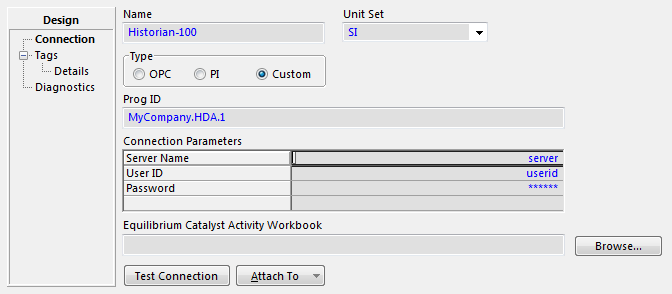 Design
Connection
Tags
Details
Diagnostics
Name
Unit Set
Historian-100
SI
Type
OPC
PI
Custom
Prog ID
MyCompany.HDA.1
Connection Parameters
Server Name server
User ID userid
Password ******
Equilibrium Catalyst Activity Workbook
Browse...
Test Connection
Attach To